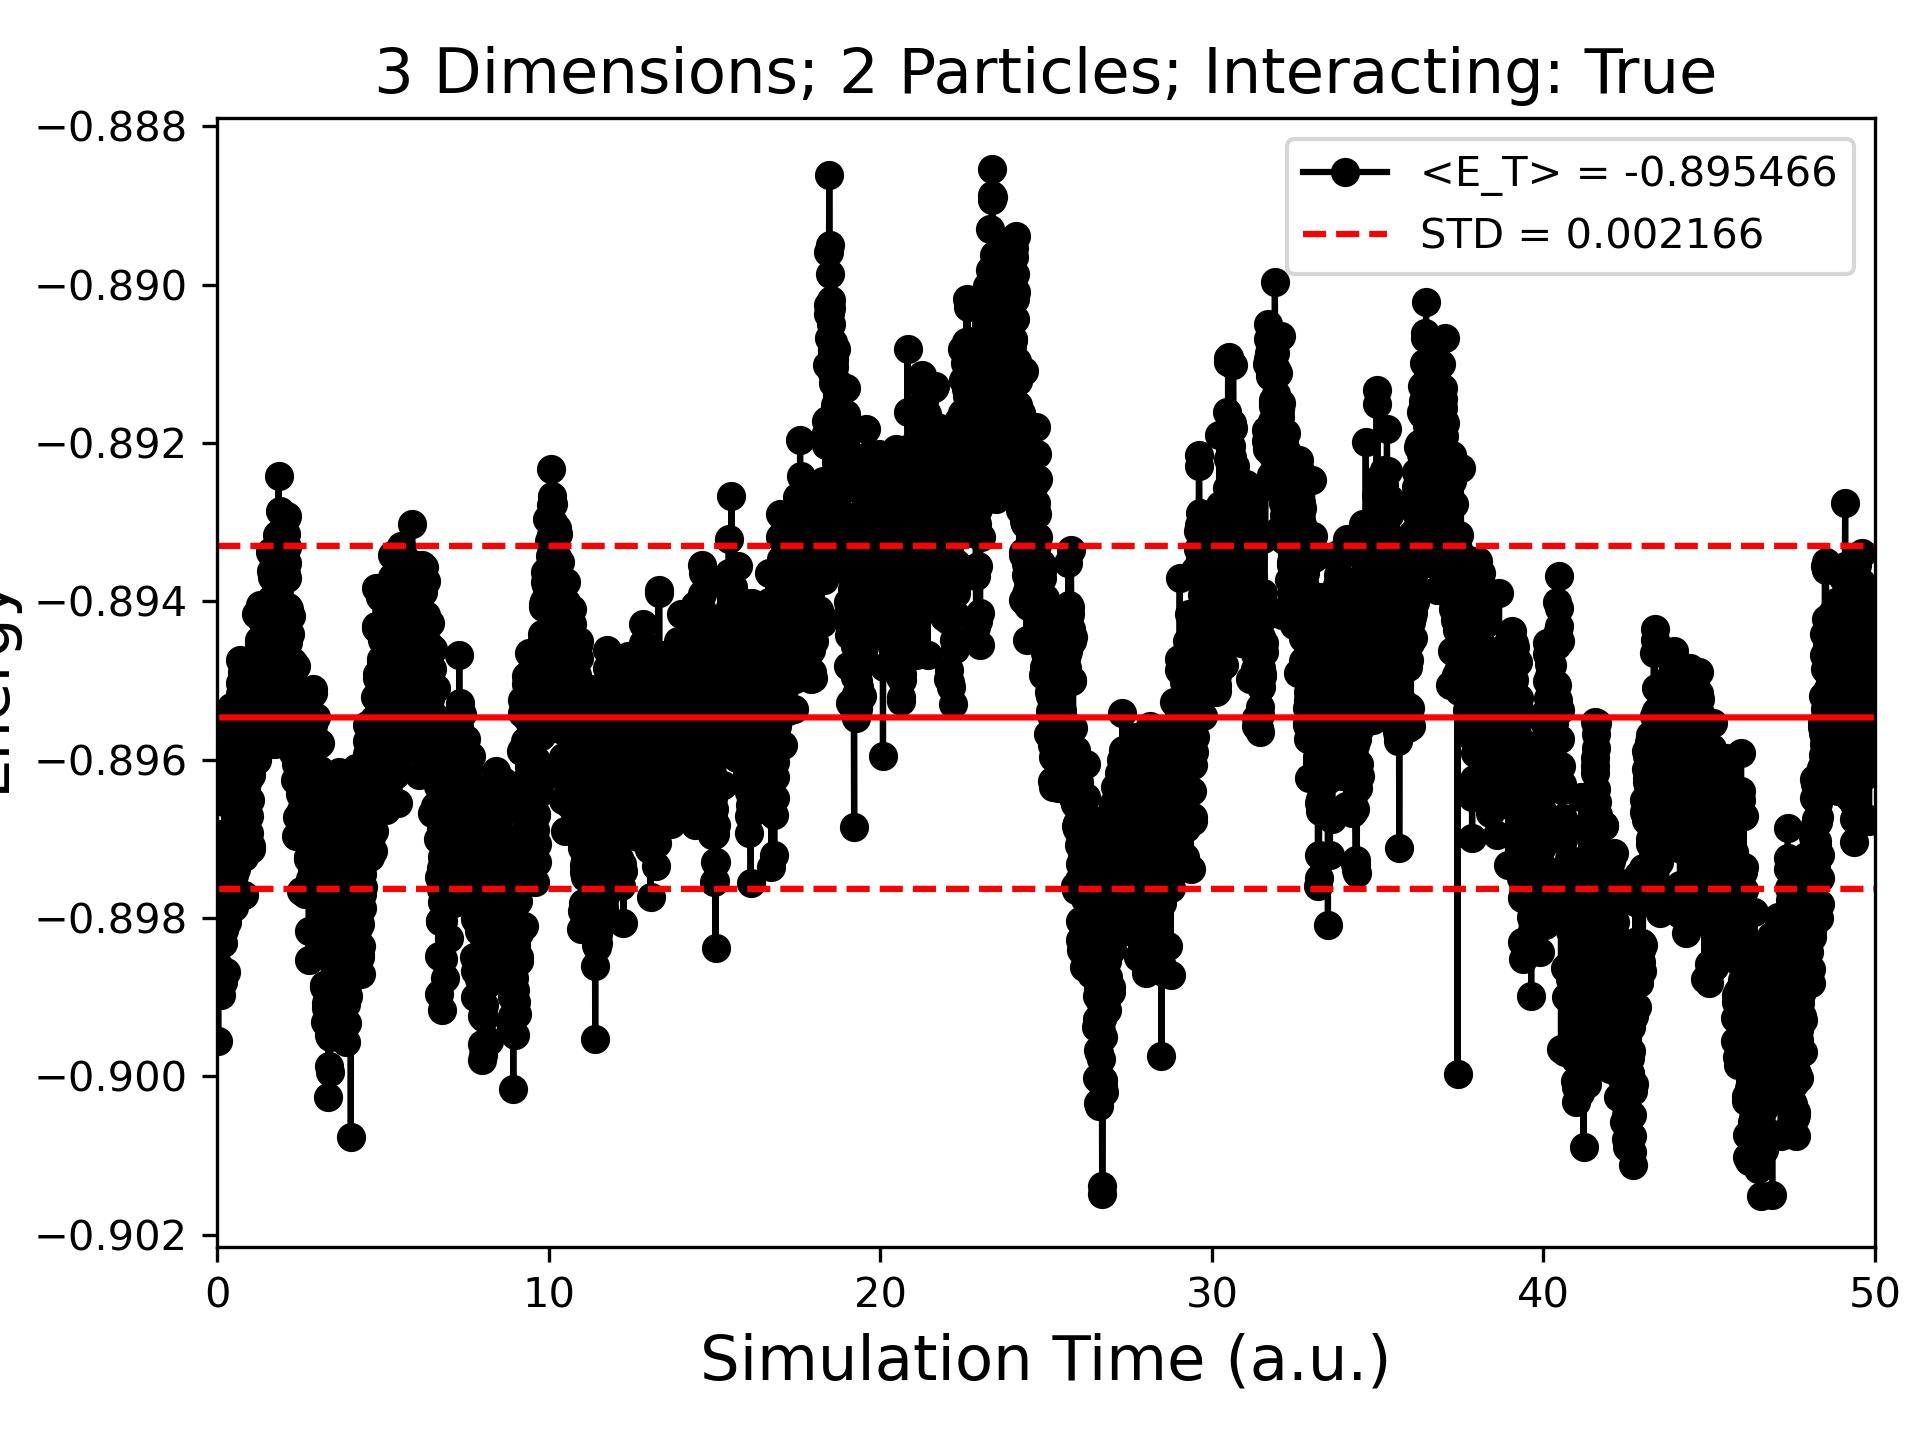 3 Dimensions; 2 Particles; Interacting: True
<E_T> = -0.895466
STD = 0.002166
−0.888
−0.890
−0.892
−0.894
−0.896
−0.898
−0.900
−0.902
Energy
0 10 20 30 40 50
Simulation Time (a.u.)